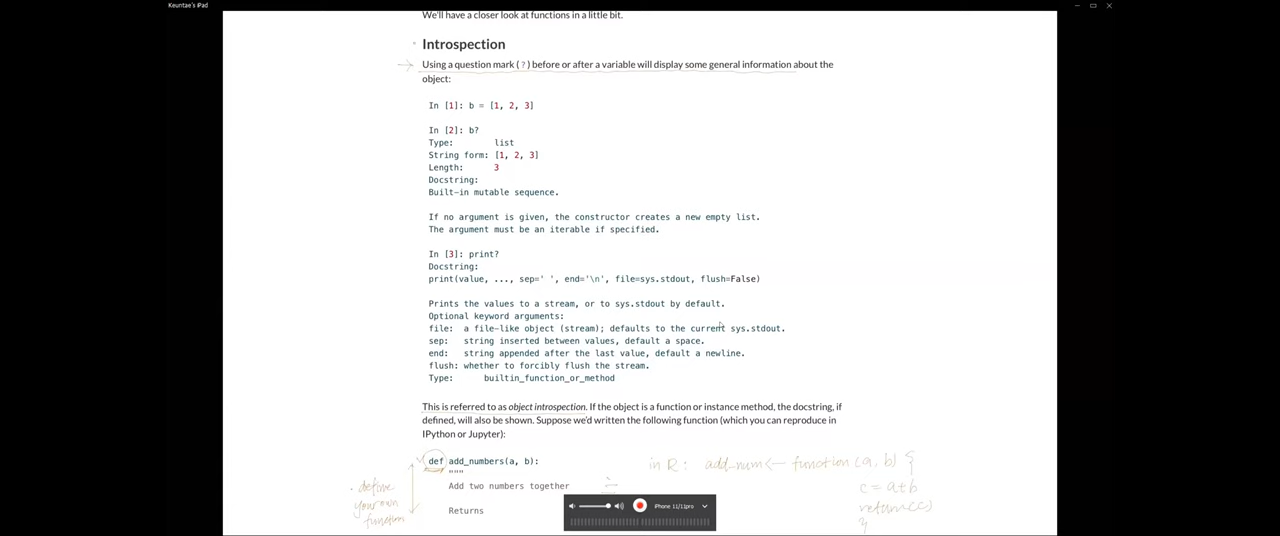 Keuntae's iPad
We'll have a closer look at functions in a little bit.
Introspection
Using a question mark (?) before or after a variable will display some general information about the
object:
In [1]: b = [1, 2, 3]
In [2]: b?
Type: list
String form: [1, 2, 3]
Length: 3
Docstring:
Built-in mutable sequence.
If no argument is given, the constructor creates a new empty list.
The argument must be an iterable if specified.
In [3]: print?
Docstring:
print(value, ..., sep=' ', end='\n', file=sys.stdout, flush=False)
Prints the values to a stream, or to sys.stdout by default.
Optional keyword arguments:
file: a file-like object (stream); defaults to the current sys.stdout.
sep: string inserted between values, default a space.
end: string appended after the last value, default a newline.
flush: whether to forcibly flush the stream.
Type: builtin_function_or_method
This is referred to as object introspection. If the object is a function or instance method, the docstring, if
defined, will also be shown. Suppose we'd written the following function (which you can reproduce in
IPython or Jupyter):
def add_numbers(a, b):
"""
Add two numbers together
Returns
• define
your own
function
in R: add_num <- function (a, b) {
c = a+b
return(c)
}
iPhone 11/11pro